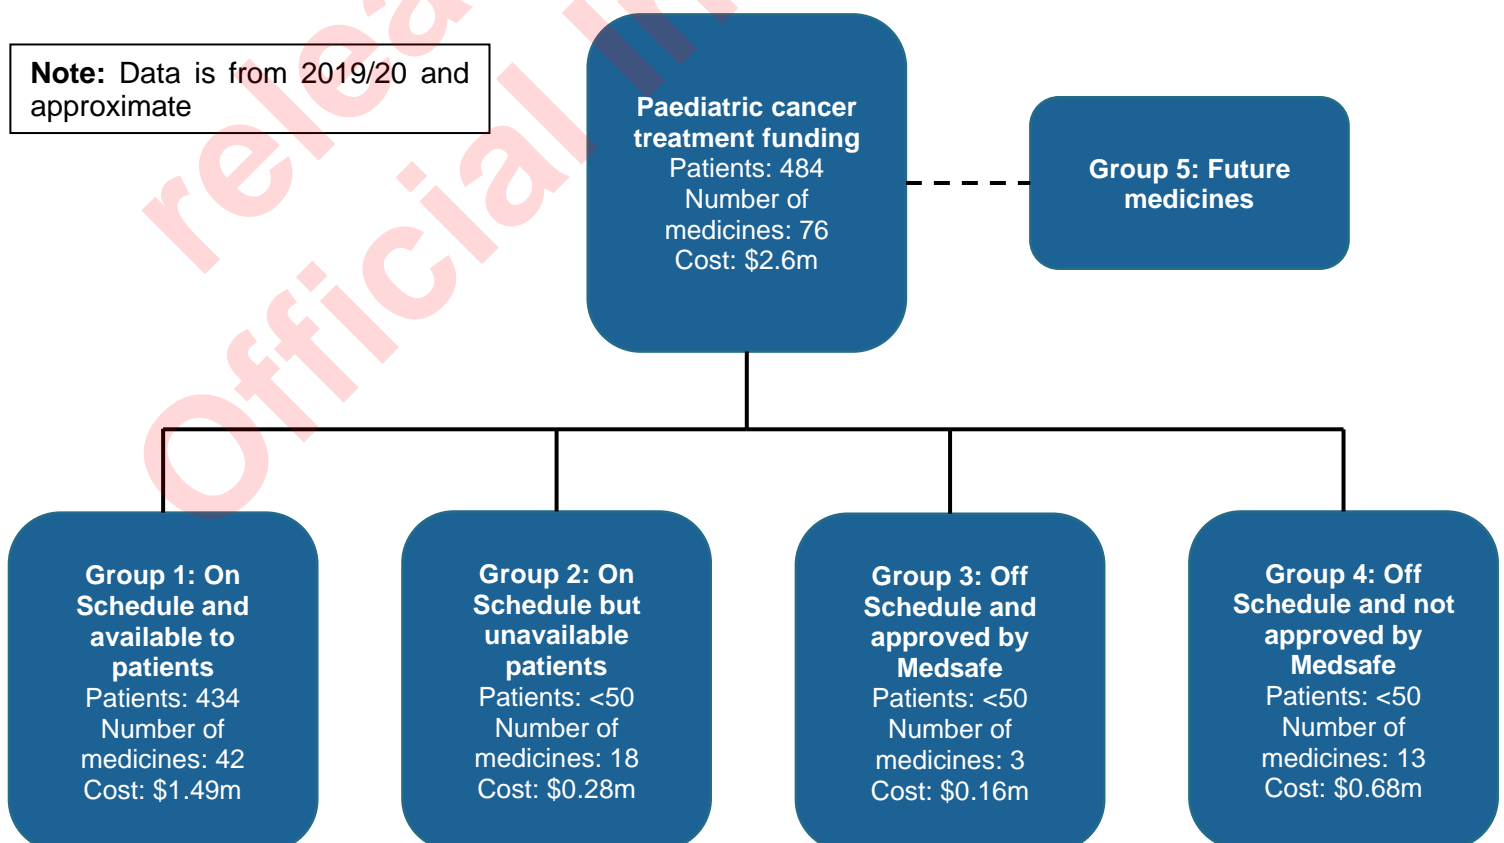 Note: Data is from 2019/20 and
approximate
Paediatric cancer
treatment funding
Patients: 484
Number of
medicines: 76
Cost: $2.6m
Group 5: Future
medicines
Group 1: On
Schedule and
available to
patients
Patients: 434
Number of
medicines: 42
Cost: $1.49m
Group 2: On
Schedule but
unavailable
patients
Patients: <50
Number of
medicines: 18
Cost: $0.28m
Group 3: Off
Schedule and
approved by
Medsafe
Patients: <50
Number of
medicines: 3
Cost: $0.16m
Group 4: Off
Schedule and not
approved by
Medsafe
Patients: <50
Number of
medicines: 13
Cost: $0.68m
Official